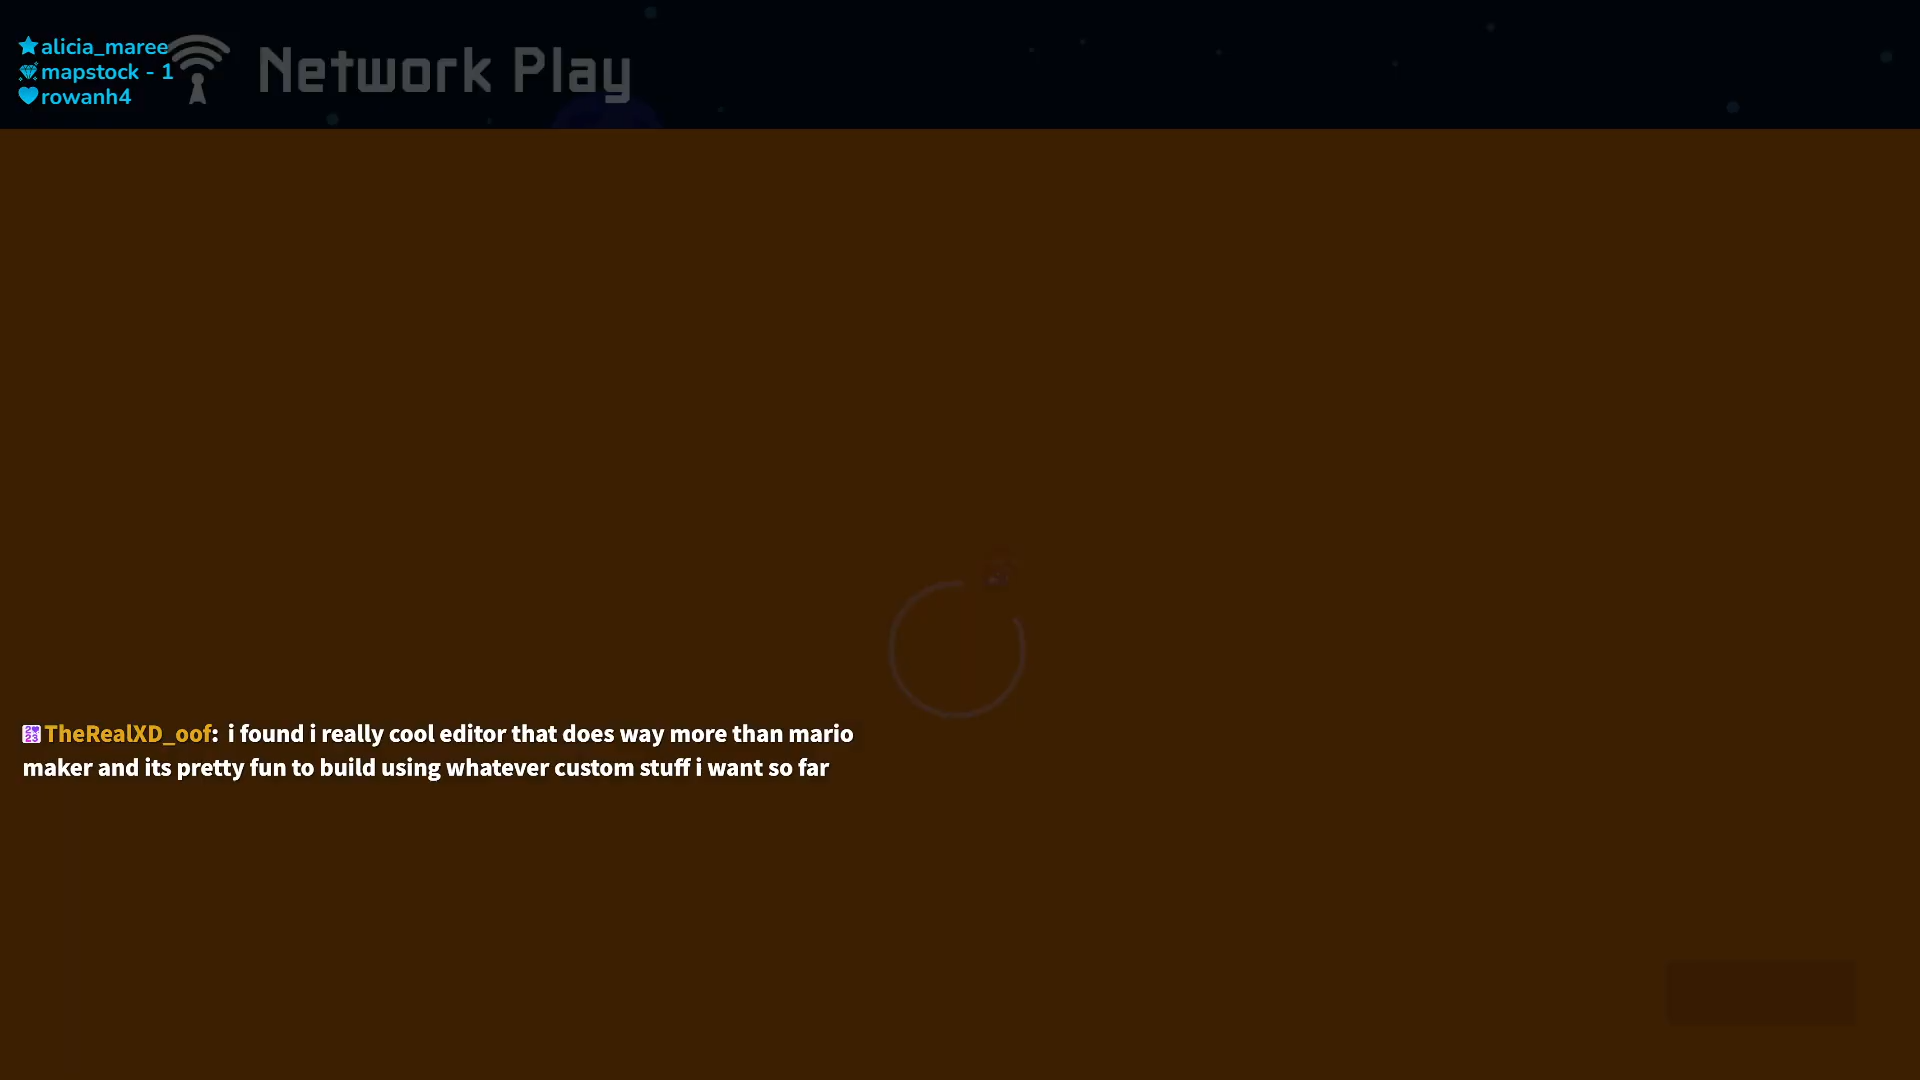 alicia_maree
mapstock - 1
rowanh4
Network Play
TheRealXD_oof: i found i really cool editor that does way more than mario
maker and its pretty fun to build using whatever custom stuff i want so far